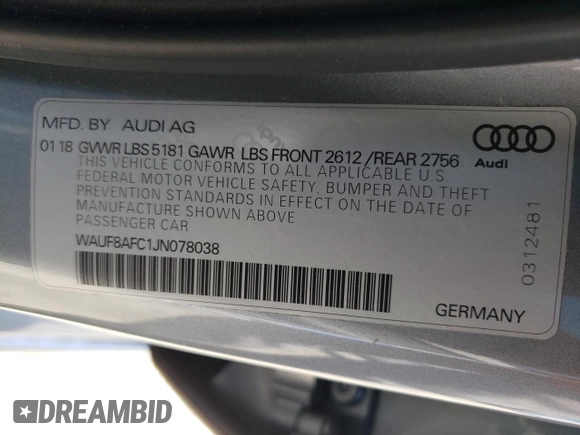 MFD. BY AUDI AG
01 18 GVWR LBS 5181 GAWR LBS FRONT 2612 /REAR 2756
THIS VEHICLE CONFORMS TO ALL APPLICABLE U.S
FEDERAL MOTOR VEHICLE SAFETY, BUMPER AND THEFT
PREVENTION STANDARDS IN EFFECT ON THE DATE OF
MANUFACTURE SHOWN ABOVE
PASSENGER CAR
WAUF8AFC1JN078038
Audi
0312481
GERMANY
DREAMBID